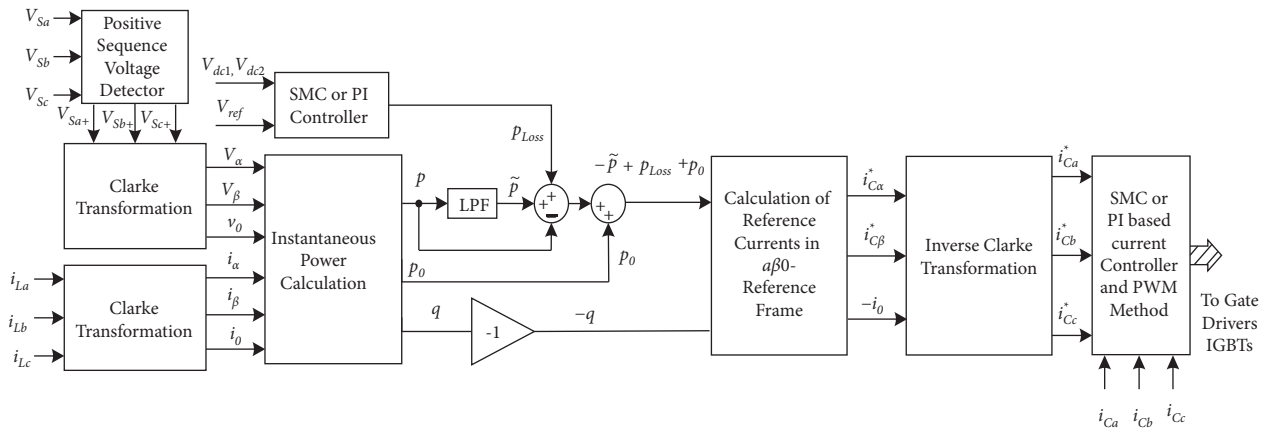 V_Sa
V_Sb
V_Sc
Positive
Sequence
Voltage
Detector
V_Sa+
V_Sb+
V_Sc+
V_dc1, V_dc2
V_ref
SMC or PI
Controller
p_Loss
Clarke
Transformation
V_α
V_β
v_0
i_La
i_Lb
i_Lc
Clarke
Transformation
i_α
i_β
i_0
Instantaneous
Power
Calculation
p
LPF
p̃
+
+
−
+
+
p_0
p_0
q
-1
−q
−p̃ + p_Loss +p_0
Calculation of
Reference
Currents in
aβ0-
Reference
Frame
i*_Cα
i*_Cβ
−i_0
Inverse Clarke
Transformation
i*_Ca
i*_Cb
i*_Cc
SMC or
PI based
current
Controller
and PWM
Method
To Gate
Drivers
IGBTs
i_Ca
i_Cb
i_Cc